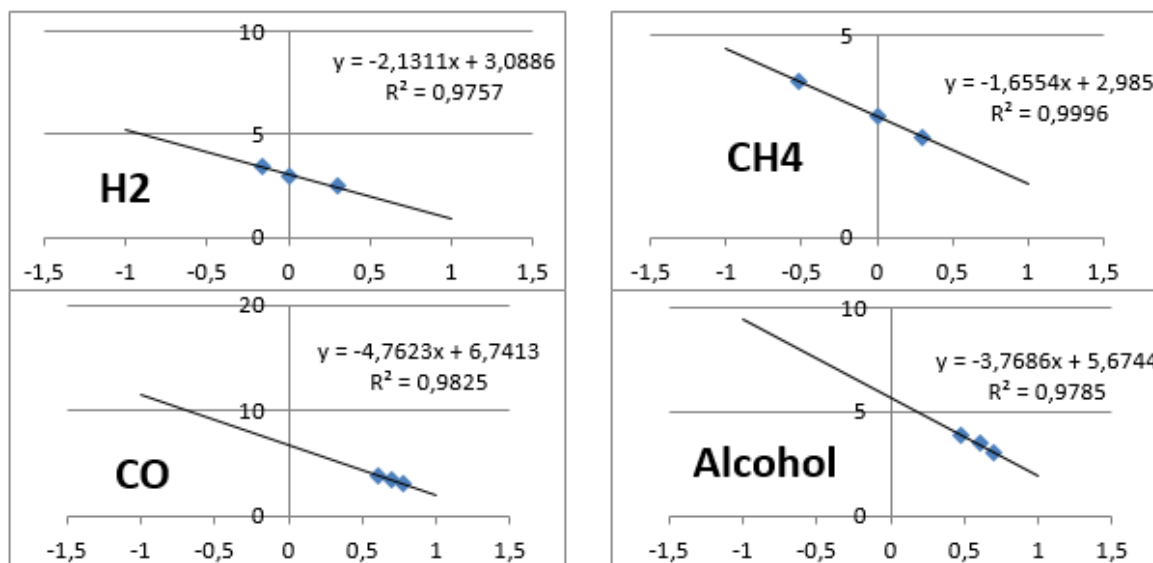 10
y = -2,1311x + 3,0886
R² = 0,9757
5
H2
0
-1,5 -1 -0,5 0 0,5 1 1,5
5
y = -1,6554x + 2,985
R² = 0,9996
CH4
0
-1,5 -1 -0,5 0 0,5 1 1,5
20
y = -4,7623x + 6,7413
R² = 0,9825
10
CO
0
-1,5 -1 -0,5 0 0,5 1 1,5
10
y = -3,7686x + 5,6744
R² = 0,9785
5
Alcohol
0
-1,5 -1 -0,5 0 0,5 1 1,5